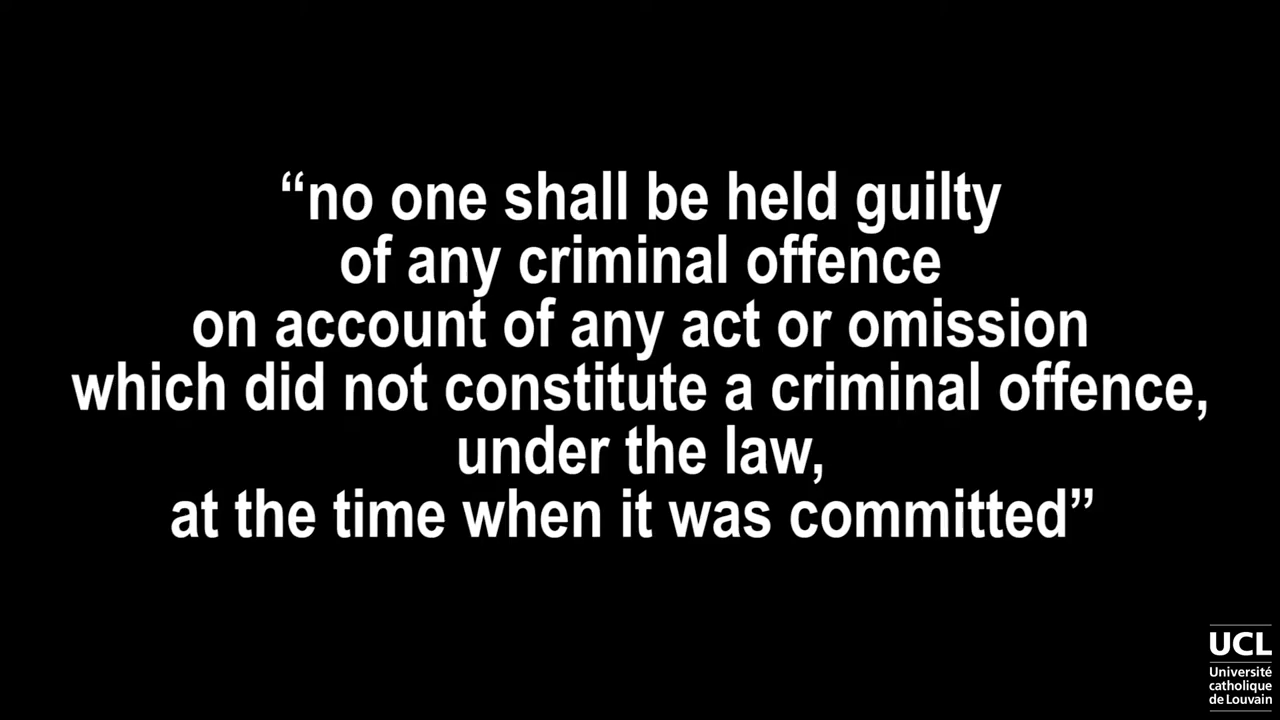 “no one shall be held guilty
of any criminal offence
on account of any act or omission
which did not constitute a criminal offence,
under the law,
at the time when it was committed”
UCL
Université
catholique
de Louvain